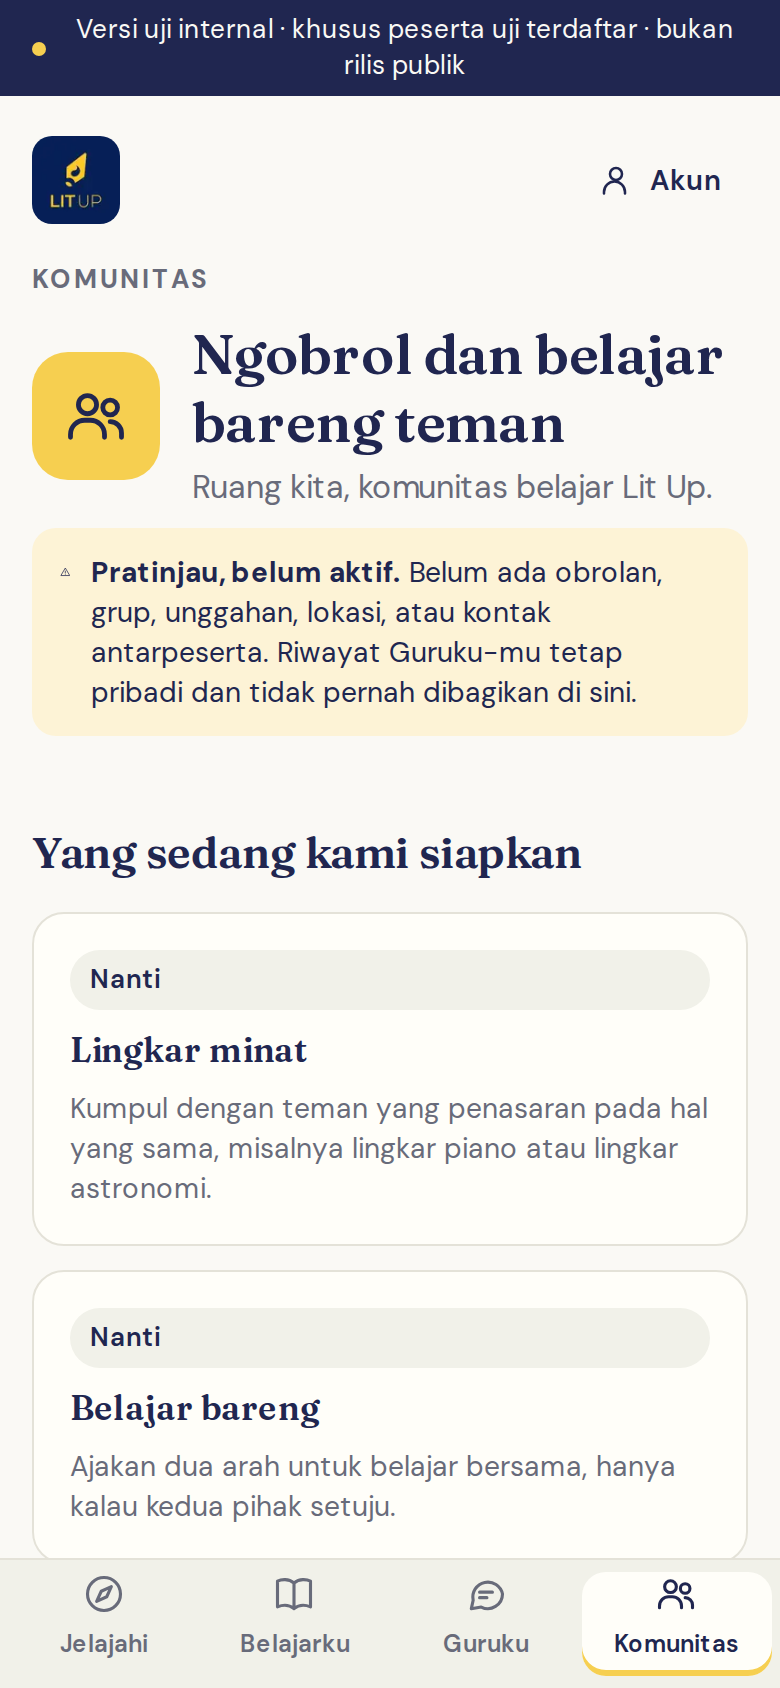 Versi uji internal · khusus peserta uji terdaftar · bukan
rilis publik
LIT UP
Akun
KOMUNITAS
Ngobrol dan belajar
bareng teman
Ruang kita, komunitas belajar Lit Up.
Pratinjau, belum aktif. Belum ada obrolan,
grup, unggahan, lokasi, atau kontak
antarpeserta. Riwayat Guruku-mu tetap
pribadi dan tidak pernah dibagikan di sini.
Yang sedang kami siapkan
Nanti
Lingkar minat
Kumpul dengan teman yang penasaran pada hal
yang sama, misalnya lingkar piano atau lingkar
astronomi.
Nanti
Belajar bareng
Ajakan dua arah untuk belajar bersama, hanya
kalau kedua pihak setuju.
Jelajahi
Belajarku
Guruku
Komunitas